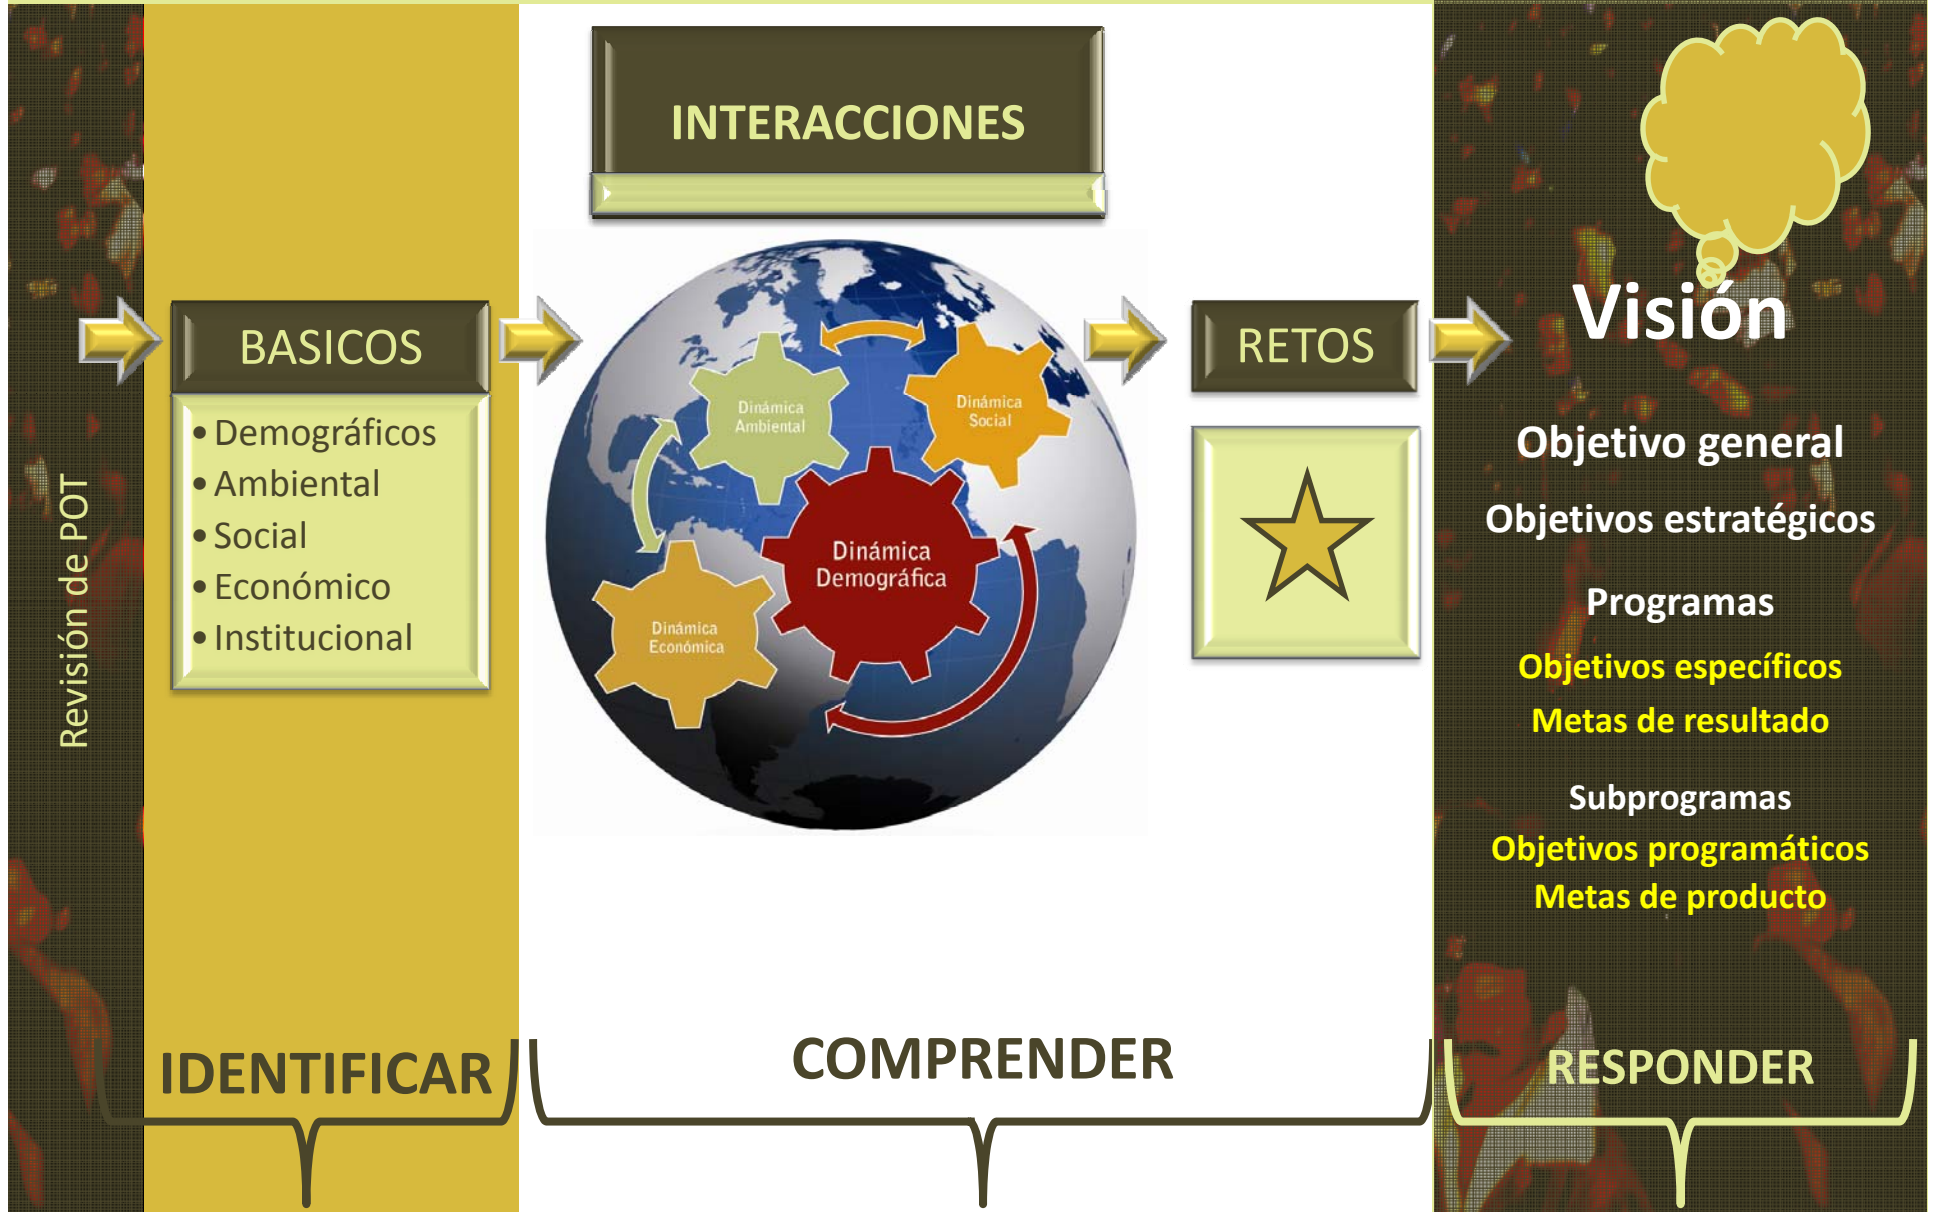 Revisión de POT
BASICOS
• Demográficos
• Ambiental
• Social
• Económico
• Institucional
INTERACCIONES
Dinámica
Ambiental
Dinámica
Social
Dinámica
Demográfica
Dinámica
Económica
RETOS
Visión
Objetivo general
Objetivos estratégicos
Programas
Objetivos específicos
Metas de resultado
Subprogramas
Objetivos programáticos
Metas de producto
IDENTIFICAR
COMPRENDER
RESPONDER